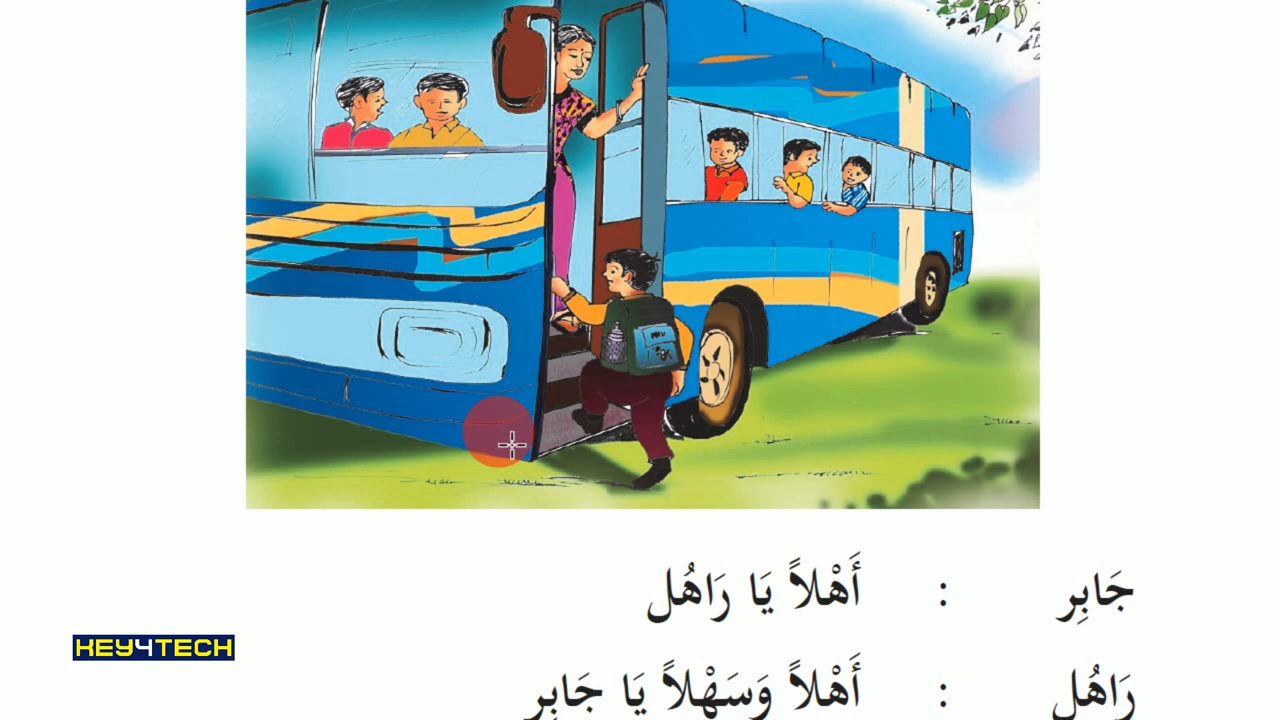 جَابِر : أَهْلاً يَا رَاهُل
KEY4TECH
رَاهُل : أَهْلاً وَسَهْلاً يَا جَابِر